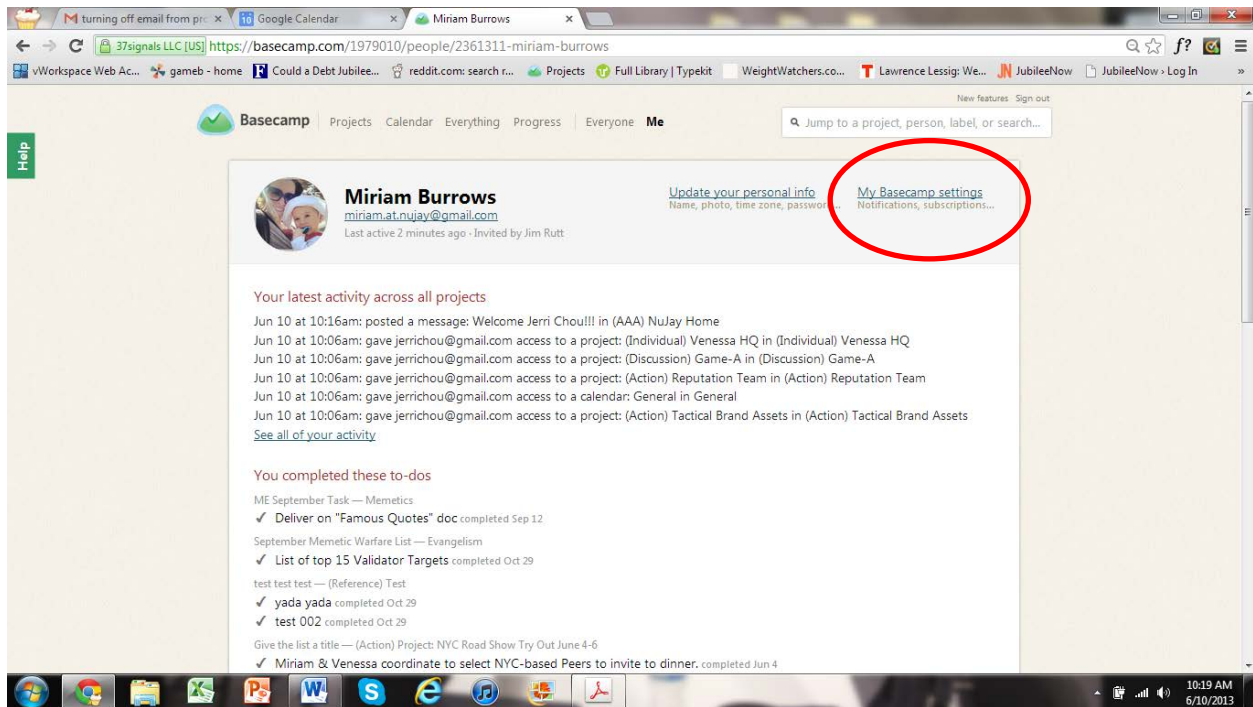 turning off email from pro
Google Calendar
Miriam Burrows
37signals LLC [US] https://basecamp.com/1979010/people/2361311-miriam-burrows
f?
vWorkspace Web Ac... gameb - home Could a Debt Jubilee... reddit.com: search r... Projects Full Library | Typekit WeightWatchers.co... Lawrence Lessig: We... JubileeNow JubileeNow › Log In »
New features Sign out
Basecamp Projects Calendar Everything Progress Everyone Me Jump to a project, person, label, or search...
Help
Miriam Burrows
miriam.at.nujay@gmail.com
Last active 2 minutes ago · Invited by Jim Rutt
Update your personal info
Name, photo, time zone, password...
My Basecamp settings
Notifications, subscriptions...
Your latest activity across all projects
Jun 10 at 10:16am: posted a message: Welcome Jerri Chou!!! in (AAA) NuJay Home
Jun 10 at 10:06am: gave jerrichou@gmail.com access to a project: (Individual) Venessa HQ in (Individual) Venessa HQ
Jun 10 at 10:06am: gave jerrichou@gmail.com access to a project: (Discussion) Game-A in (Discussion) Game-A
Jun 10 at 10:06am: gave jerrichou@gmail.com access to a project: (Action) Reputation Team in (Action) Reputation Team
Jun 10 at 10:06am: gave jerrichou@gmail.com access to a calendar: General in General
Jun 10 at 10:06am: gave jerrichou@gmail.com access to a project: (Action) Tactical Brand Assets in (Action) Tactical Brand Assets
See all of your activity
You completed these to-dos
ME September Task — Memetics
✓ Deliver on "Famous Quotes" doc completed Sep 12
September Memetic Warfare List — Evangelism
✓ List of top 15 Validator Targets completed Oct 29
test test test — (Reference) Test
✓ yada yada completed Oct 29
✓ test 002 completed Oct 29
Give the list a title — (Action) Project: NYC Road Show Try Out June 4-6
✓ Miriam & Venessa coordinate to select NYC-based Peers to invite to dinner. completed Jun 4
10:19 AM
6/10/2013